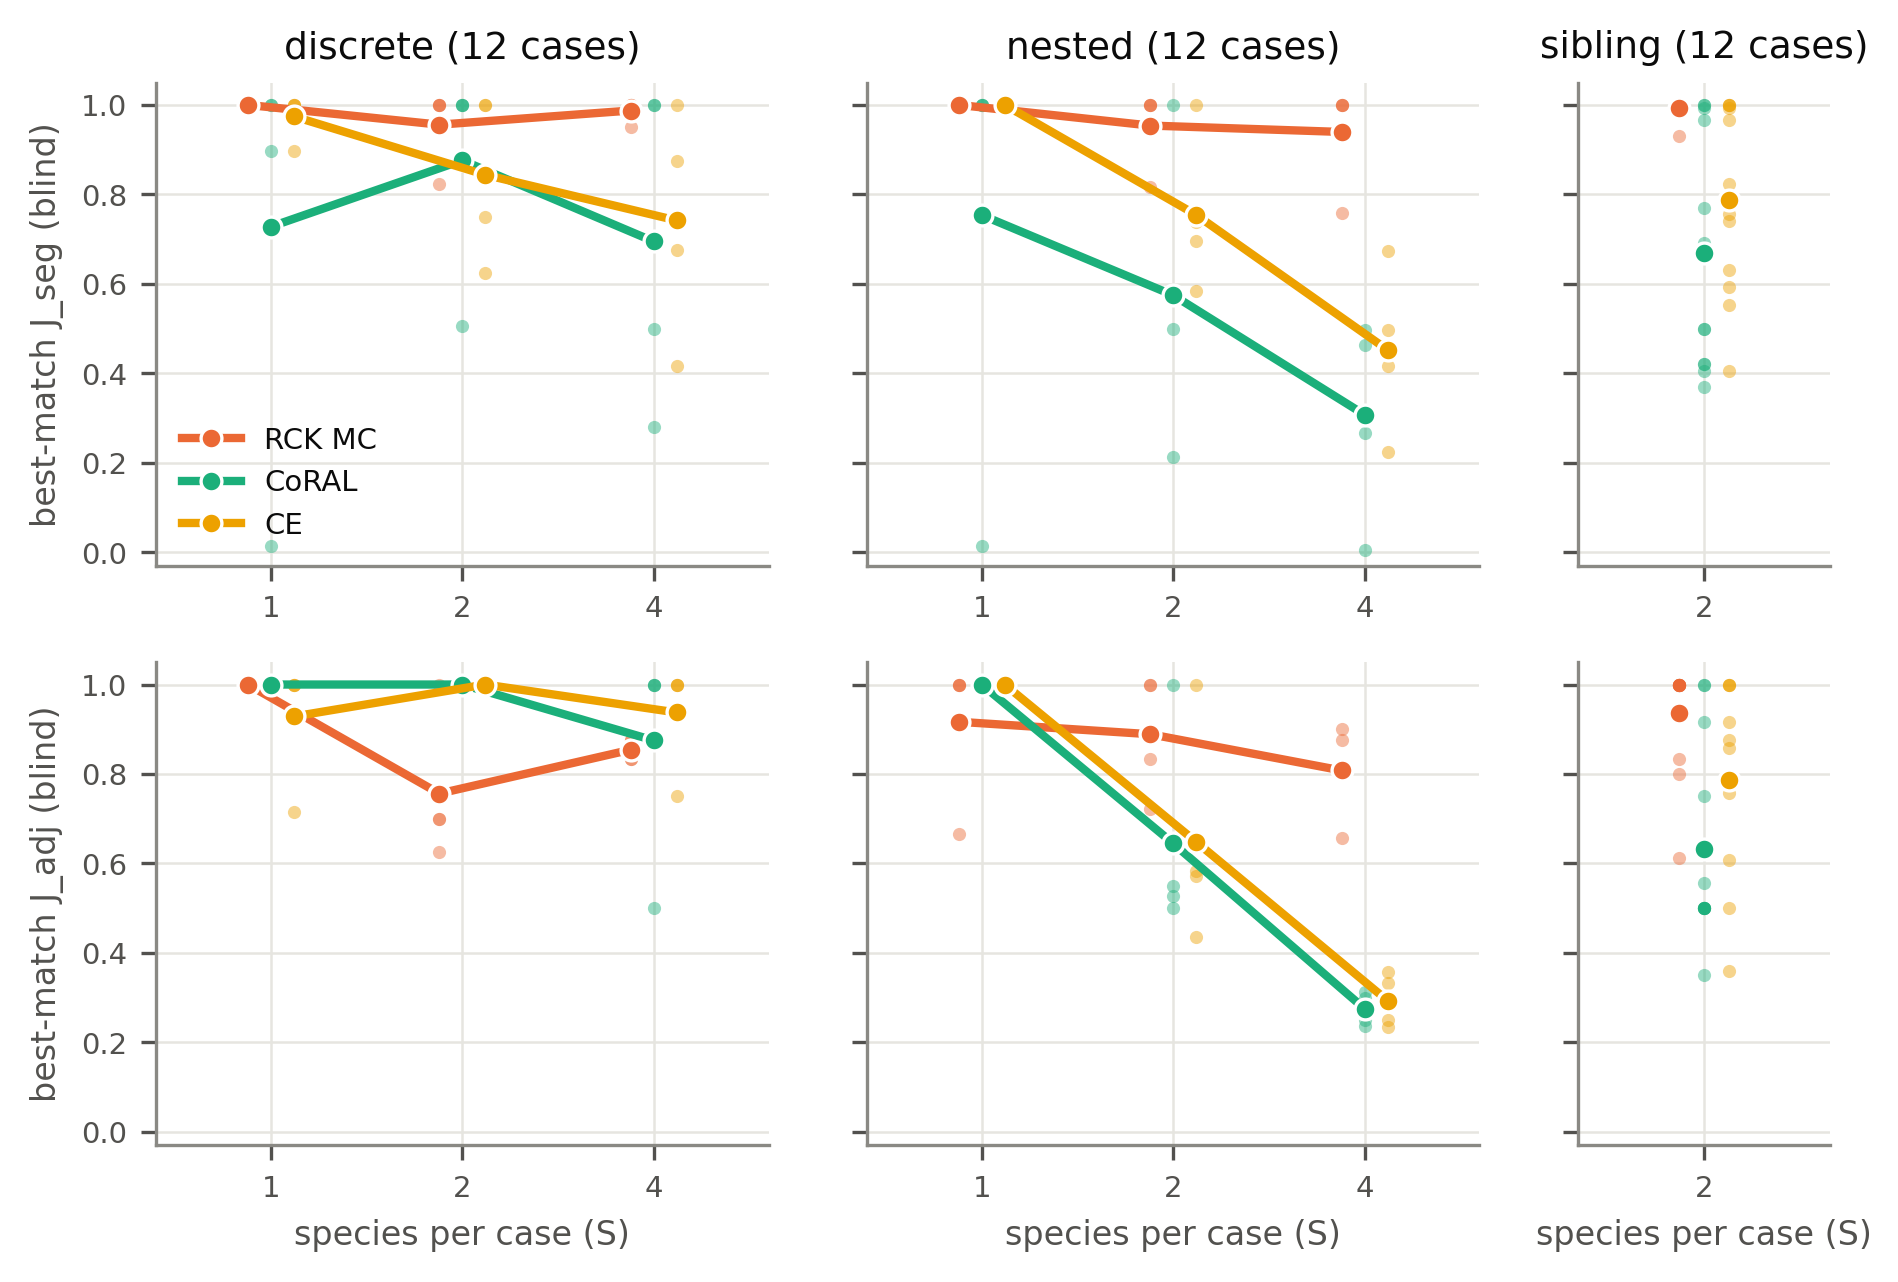 discrete (12 cases)
nested (12 cases)
sibling (12 cases)
best-match J_seg (blind)
1.0
0.8
0.6
0.4
0.2
0.0
RCK MC
CoRAL
CE
1
2
4
1
2
4
2
best-match J_adj (blind)
1.0
0.8
0.6
0.4
0.2
0.0
1
2
4
1
2
4
2
species per case (S)
species per case (S)
species per case (S)